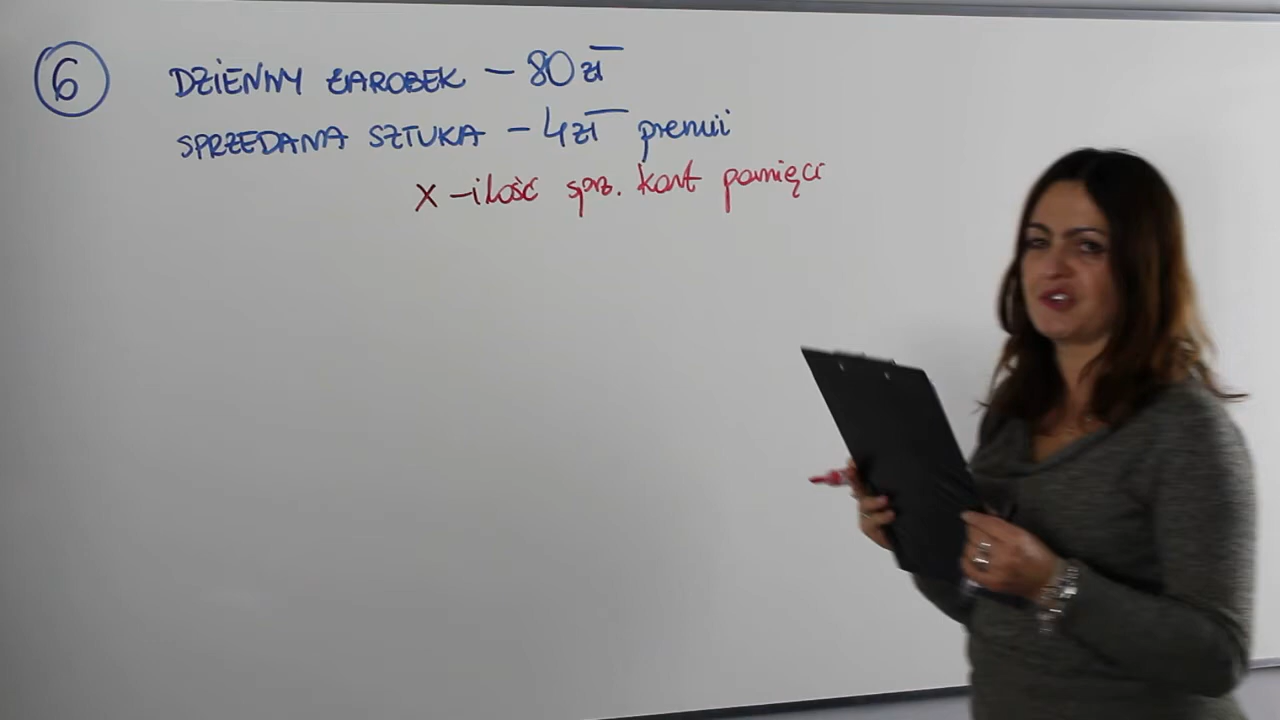 6 DZIENNY ZAROBEK – 80 zł
SPRZEDANA SZTUKA – 4 zł premii
X – ilość sprz. kart pamięci